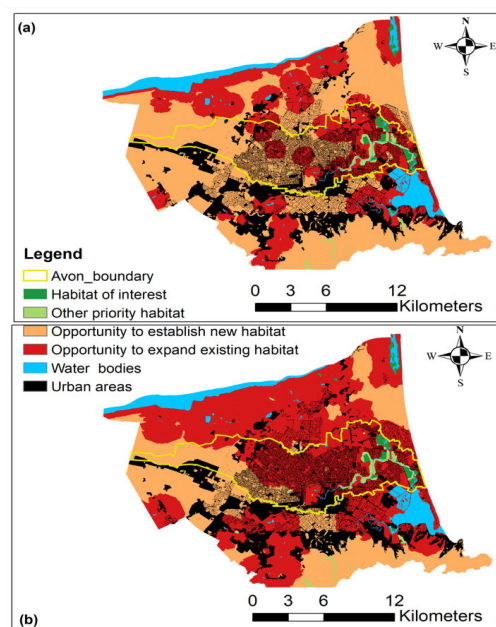 (a)
N
W E
S
Legend
Avon_boundary
Habitat of interest
Other priority habitat
Opportunity to establish new habitat
Opportunity to expand existing habitat
Water bodies
Urban areas
0 3 6 12
Kilometers
N
W E
S
0 3 6 12
Kilometers
(b)